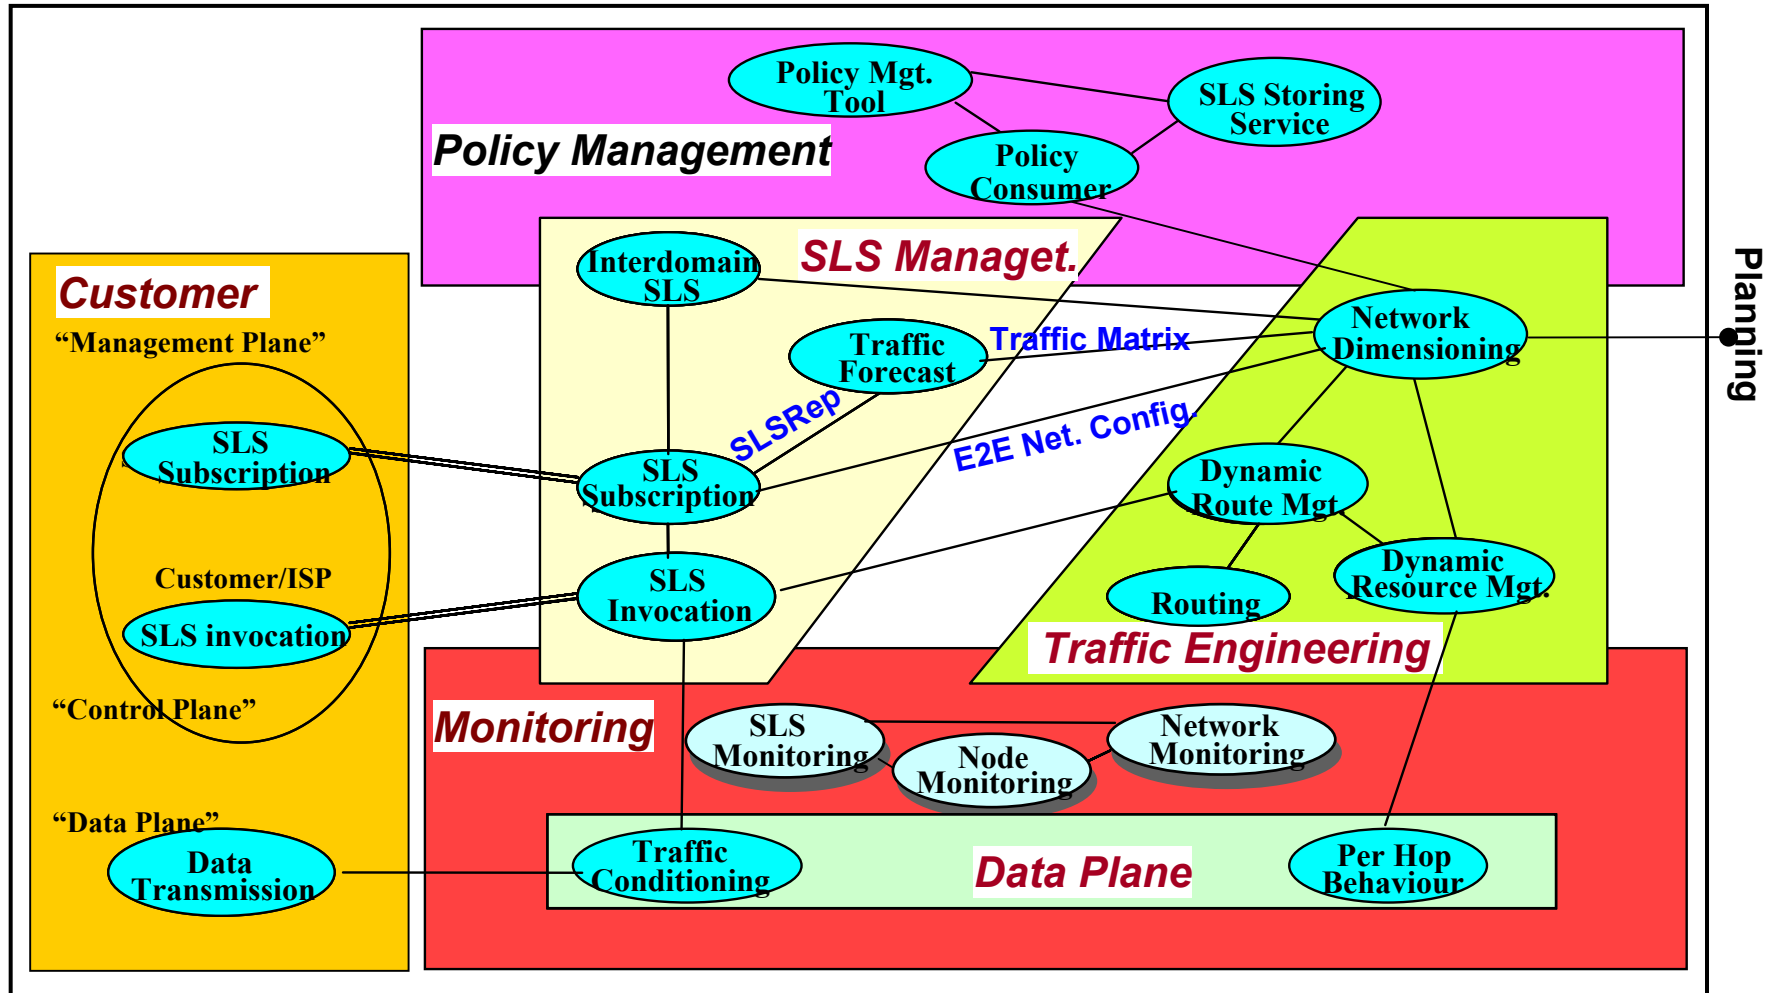 Policy Mgt.
Tool
SLS Storing
Service
Policy Management
Policy
Consumer
Customer
“Management Plane”
SLS
Subscription
Customer/ISP
SLS invocation
“Control Plane”
“Data Plane”
Data
Transmission
Interdomain
SLS
SLS Managet.
Traffic
Forecast
Traffic Matrix
SLSRep
E2E Net. Config.
SLS
Subscription
SLS
Invocation
Network
Dimensioning
Dynamic
Route Mgt.
Dynamic
Resource Mgt.
Routing
Traffic Engineering
Planning
Monitoring
SLS
Monitoring
Node
Monitoring
Network
Monitoring
Traffic
Conditioning
Data Plane
Per Hop
Behaviour